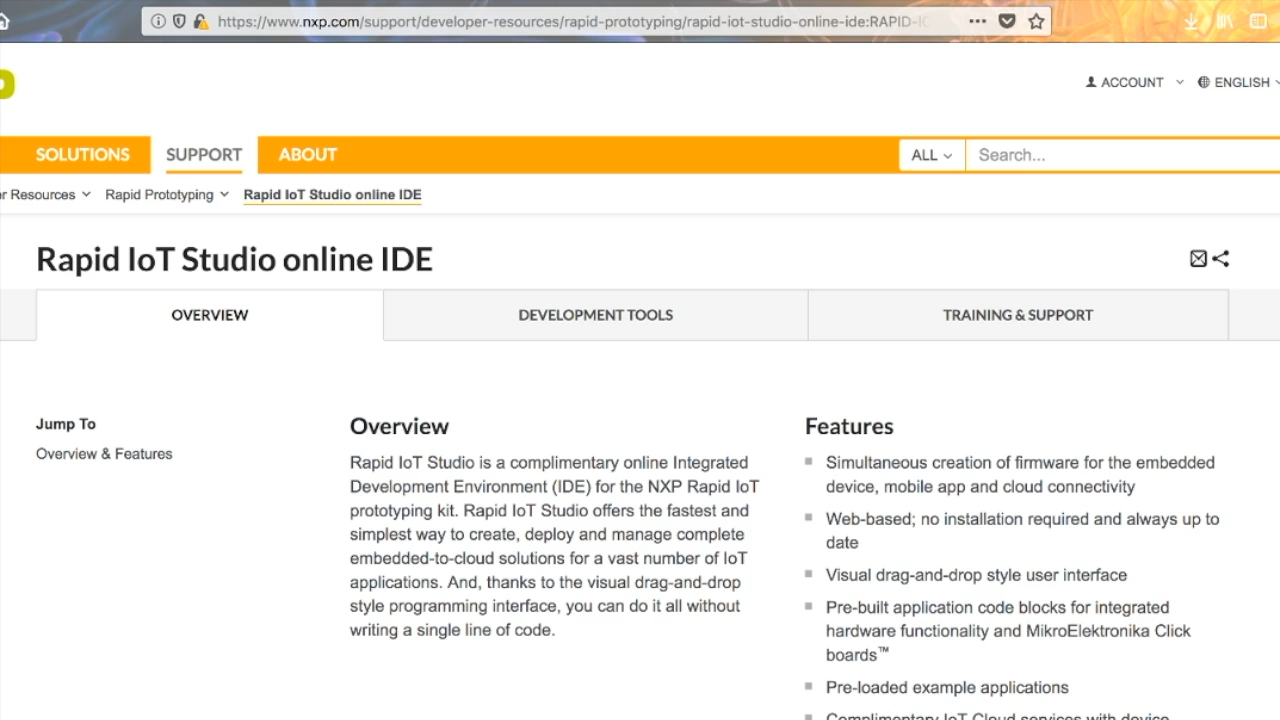 https://www.nxp.com/support/developer-resources/rapid-prototyping/rapid-iot-studio-online-ide:RAPID-IO
ACCOUNT
ENGLISH
SOLUTIONS
SUPPORT
ABOUT
ALL
Search...
Resources
Rapid Prototyping
Rapid IoT Studio online IDE
Rapid IoT Studio online IDE
OVERVIEW
DEVELOPMENT TOOLS
TRAINING & SUPPORT
Jump To
Overview & Features
Overview
Rapid IoT Studio is a complimentary online Integrated
Development Environment (IDE) for the NXP Rapid IoT
prototyping kit. Rapid IoT Studio offers the fastest and
simplest way to create, deploy and manage complete
embedded-to-cloud solutions for a vast number of IoT
applications. And, thanks to the visual drag-and-drop
style programming interface, you can do it all without
writing a single line of code.
Features
Simultaneous creation of firmware for the embedded
device, mobile app and cloud connectivity
Web-based; no installation required and always up to
date
Visual drag-and-drop style user interface
Pre-built application code blocks for integrated
hardware functionality and MikroElektronika Click
boards™
Pre-loaded example applications
Complimentary IoT Cloud services with device